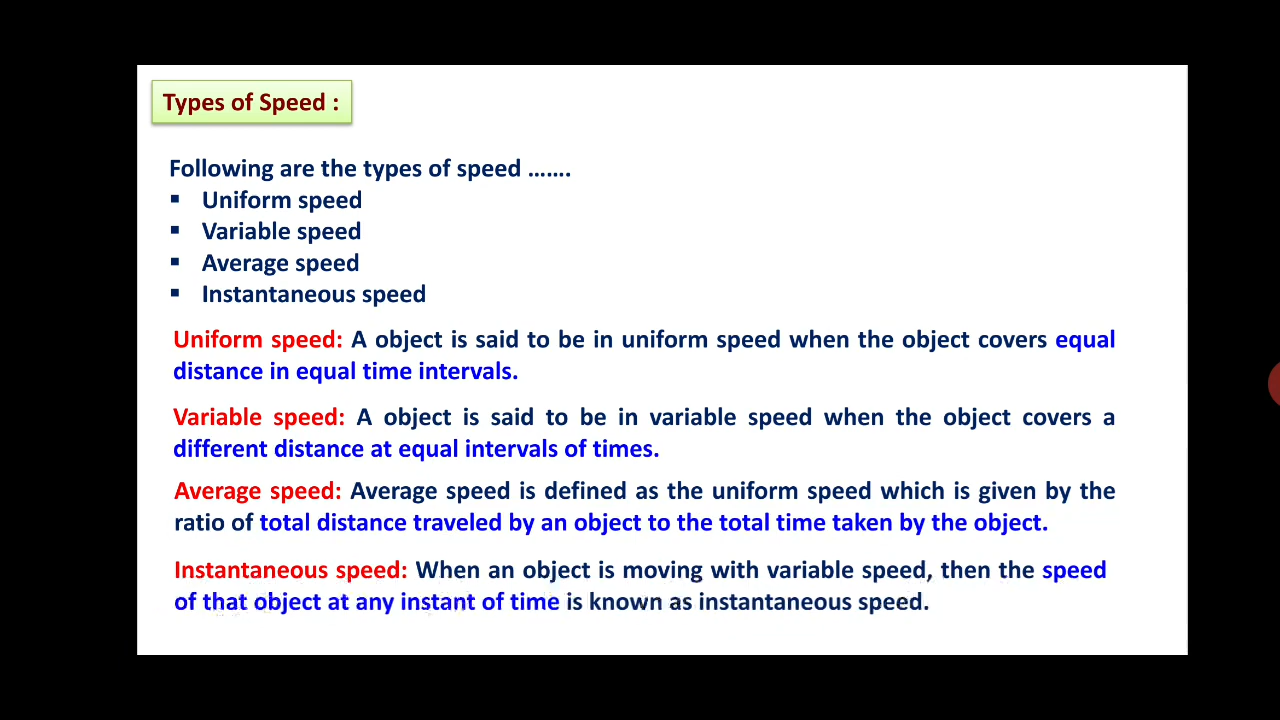 Types of Speed :
Following are the types of speed …….
▪ Uniform speed
▪ Variable speed
▪ Average speed
▪ Instantaneous speed
Uniform speed: A object is said to be in uniform speed when the object covers equal
distance in equal time intervals.
Variable speed: A object is said to be in variable speed when the object covers a
different distance at equal intervals of times.
Average speed: Average speed is defined as the uniform speed which is given by the
ratio of total distance traveled by an object to the total time taken by the object.
Instantaneous speed: When an object is moving with variable speed, then the speed
of that object at any instant of time is known as instantaneous speed.